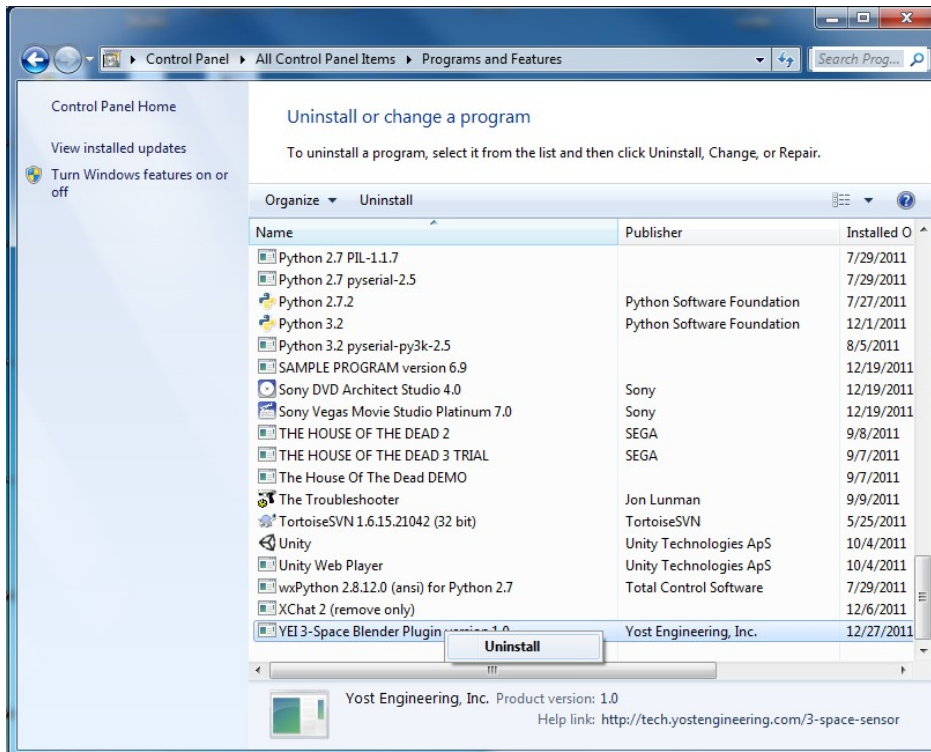 Control Panel All Control Panel Items Programs and Features Search Prog...
Control Panel Home
View installed updates
Turn Windows features on or
off
Uninstall or change a program
To uninstall a program, select it from the list and then click Uninstall, Change, or Repair.
Organize Uninstall
Name Publisher Installed O
Python 2.7 PIL-1.1.7 7/29/2011
Python 2.7 pyserial-2.5 7/29/2011
Python 2.7.2 Python Software Foundation 7/27/2011
Python 3.2 Python Software Foundation 12/1/2011
Python 3.2 pyserial-py3k-2.5 8/5/2011
SAMPLE PROGRAM version 6.9 12/19/2011
Sony DVD Architect Studio 4.0 Sony 12/19/2011
Sony Vegas Movie Studio Platinum 7.0 Sony 12/19/2011
THE HOUSE OF THE DEAD 2 SEGA 9/8/2011
THE HOUSE OF THE DEAD 3 TRIAL SEGA 9/7/2011
The House Of The Dead DEMO 9/7/2011
The Troubleshooter Jon Lunman 9/9/2011
TortoiseSVN 1.6.15.21042 (32 bit) TortoiseSVN 5/25/2011
Unity Unity Technologies ApS 10/4/2011
Unity Web Player Unity Technologies ApS 10/4/2011
wxPython 2.8.12.0 (ansi) for Python 2.7 Total Control Software 7/29/2011
XChat 2 (remove only) 12/6/2011
YEI 3-Space Blender Plugin version 1.0 Yost Engineering, Inc. 12/27/2011
Uninstall
Yost Engineering, Inc. Product version: 1.0
Help link: http://tech.yostengineering.com/3-space-sensor